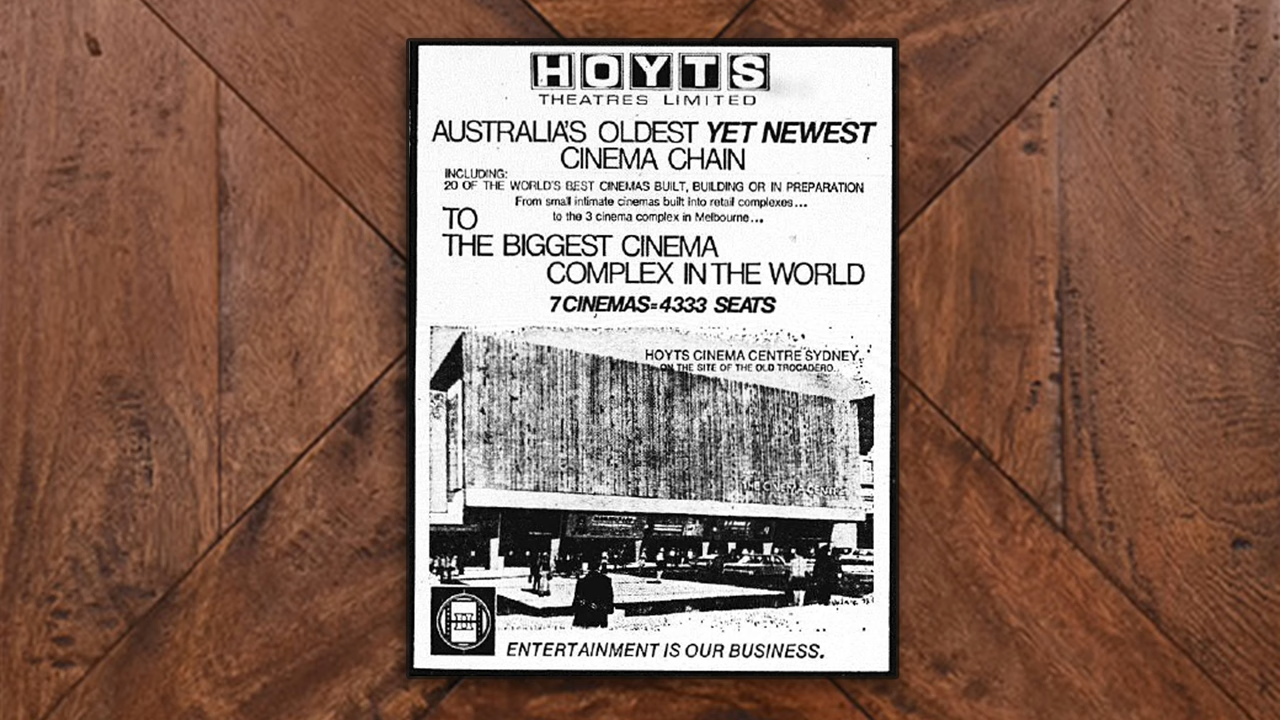 HOYTS
THEATRES LIMITED
AUSTRALIA'S OLDEST YET NEWEST
CINEMA CHAIN
INCLUDING:
20 OF THE WORLD'S BEST CINEMAS BUILT, BUILDING OR IN PREPARATION
From small intimate cinemas built into retail complexes...
to the 3 cinema complex in Melbourne...
TO
THE BIGGEST CINEMA
COMPLEX IN THE WORLD
7 CINEMAS=4333 SEATS
HOYTS CINEMA CENTRE SYDNEY.
ON THE SITE OF THE OLD TROCADERO..
THE CINEMA CENTRE
ENTERTAINMENT IS OUR BUSINESS.